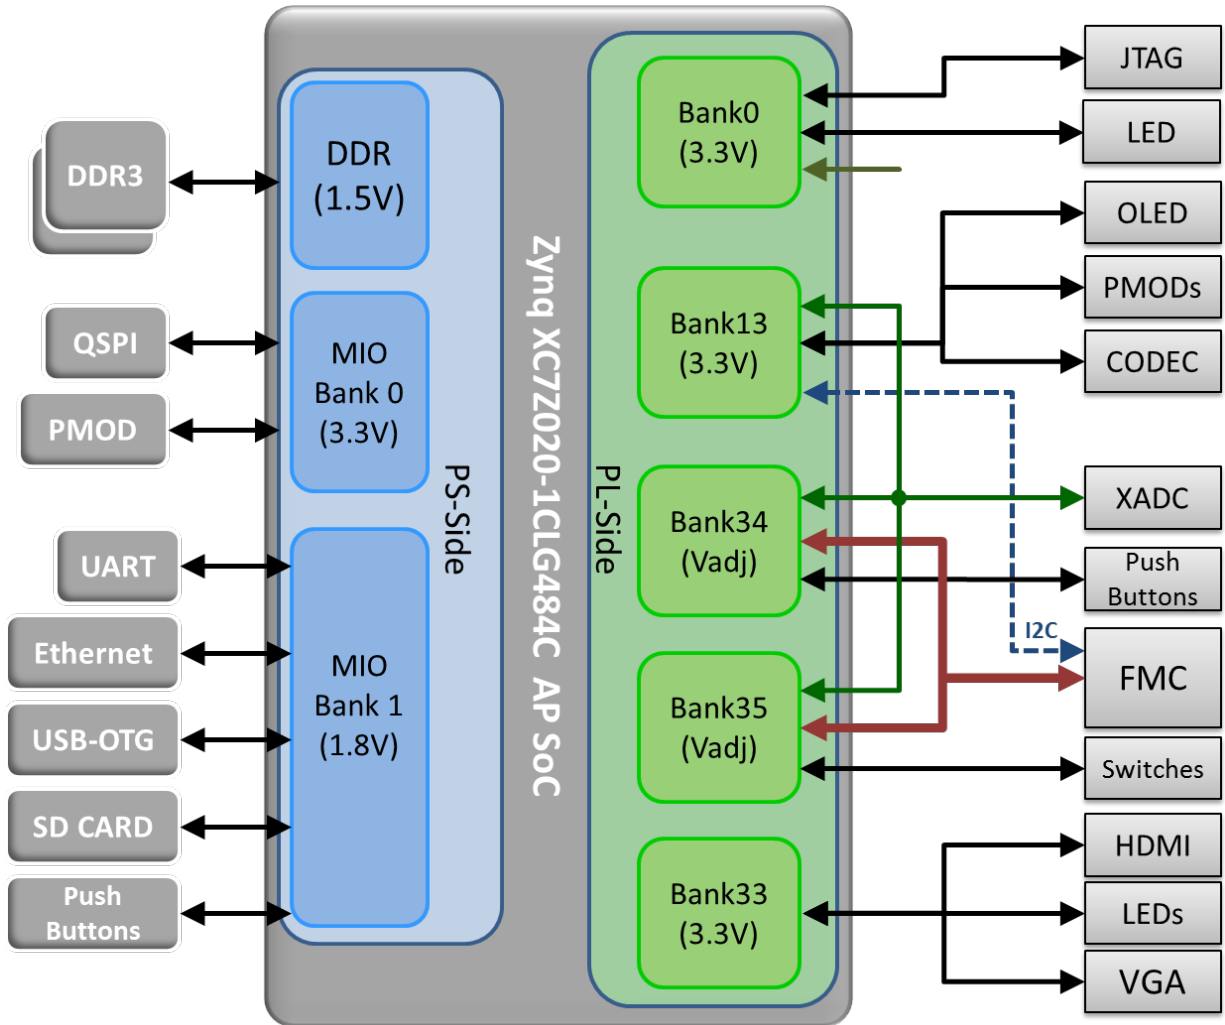 DDR3
QSPI
PMOD
UART
Ethernet
USB-OTG
SD CARD
Push
Buttons
DDR
(1.5V)
MIO
Bank 0
(3.3V)
MIO
Bank 1
(1.8V)
PS-Side
Zynq XC7Z020-1CLG484C AP SoC
PL-Side
Bank0
(3.3V)
Bank13
(3.3V)
Bank34
(Vadj)
Bank35
(Vadj)
Bank33
(3.3V)
JTAG
LED
OLED
PMODs
CODEC
XADC
Push
Buttons
I2C
FMC
Switches
HDMI
LEDs
VGA